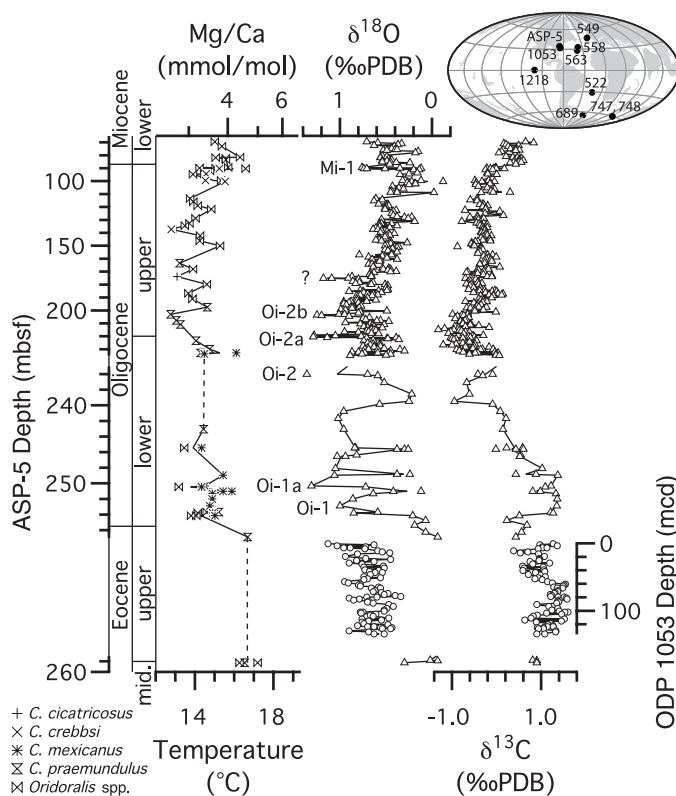 Mg/Ca
(mmol/mol)
4 6
δ18O
(‰PDB)
1 0
549
ASP-5
558
1053
563
1218
522
689
747, 748
Miocene
lower
Oligocene
upper
lower
Eocene
upper
mid.
ASP-5 Depth (mbsf)
100
150
200
240
250
260
Mi-1
?
Oi-2b
Oi-2a
Oi-2
Oi-1a
Oi-1
0
100
ODP 1053 Depth (mcd)
14 18
Temperature
(°C)
-1.0 1.0
δ13C
(‰PDB)
C. cicatricosus
C. crebbsi
C. mexicanus
C. praemundulus
Oridoralis spp.